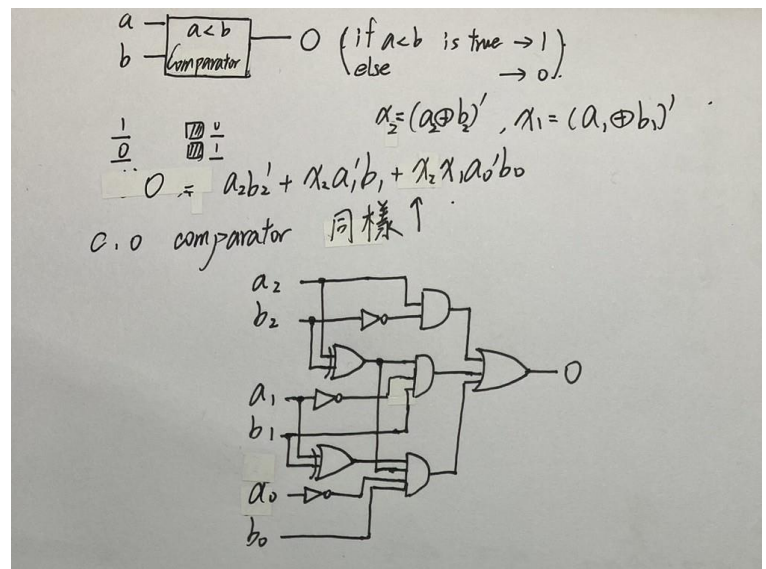 a
a<b
b
Comparator
O
(if a<b is true → 1
else → 0).
x₂=(a₂⊕b₂)', x₁=(a₁⊕b₁)'
1 0
0 1
O = a₂b₂' + x₂a₁'b₁ + x₂x₁a₀'b₀
comparator 同樣↑
a₂
b₂
a₁
b₁
a₀
b₀
O